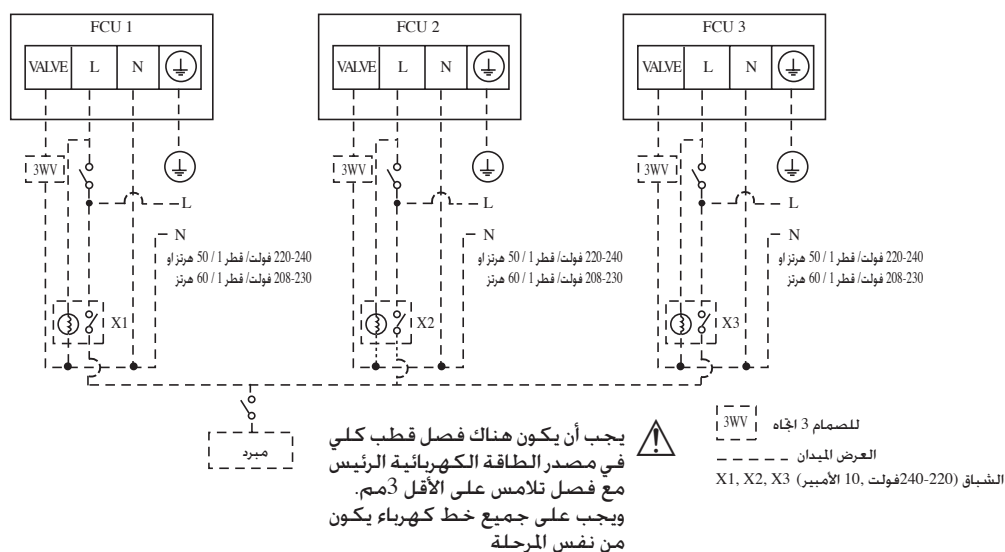 FCU 1
FCU 2
FCU 3
VALVE L N
VALVE L N
VALVE L N
3WV
3WV
3WV
L
L
L
N
N
N
220-240 فولت/ قطر 1 / 50 هرتز او
208-230 فولت/ قطر 1 / 60 هرتز
220-240 فولت/ قطر 1 / 50 هرتز او
208-230 فولت/ قطر 1 / 60 هرتز
220-240 فولت/ قطر 1 / 50 هرتز او
208-230 فولت/ قطر 1 / 60 هرتز
X1
X2
X3
مبرد
يجب أن يكون هناك فصل قطب كلي
في مصدر الطاقة الكهربائية الرئيس
مع فصل تلامس على الأقل 3مم.
ويجب على جميع خط كهرباء يكون
من نفس المرحلة
3WV للصمام 3 اتجاه
العرض الميدان
الشباق (220-240فولت ,10 الأمبير) X1, X2, X3